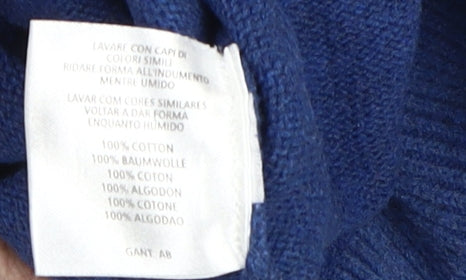 LAVARE CON CAPI DI
COLORI SIMILI
RIDARE FORMA ALL'INDUMENTO
MENTRE UMIDO
LAVAR COM CORES SIMILARES
VOLTAR A DAR FORMA
ENQUANTO HÚMIDO
100% COTTON
100% BAUMWOLLE
100% COTON
100% ALGODON
100% COTONE
100% ALGODAO
GANT AB